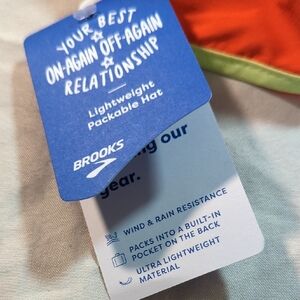 YOUR BEST
ON-AGAIN OFF-AGAIN
RELATIONSHIP
Lightweight
Packable Hat
BROOKS
our
gear.
WIND & RAIN RESISTANCE
PACKS INTO A BUILT-IN
POCKET ON THE BACK
ULTRA LIGHTWEIGHT
MATERIAL